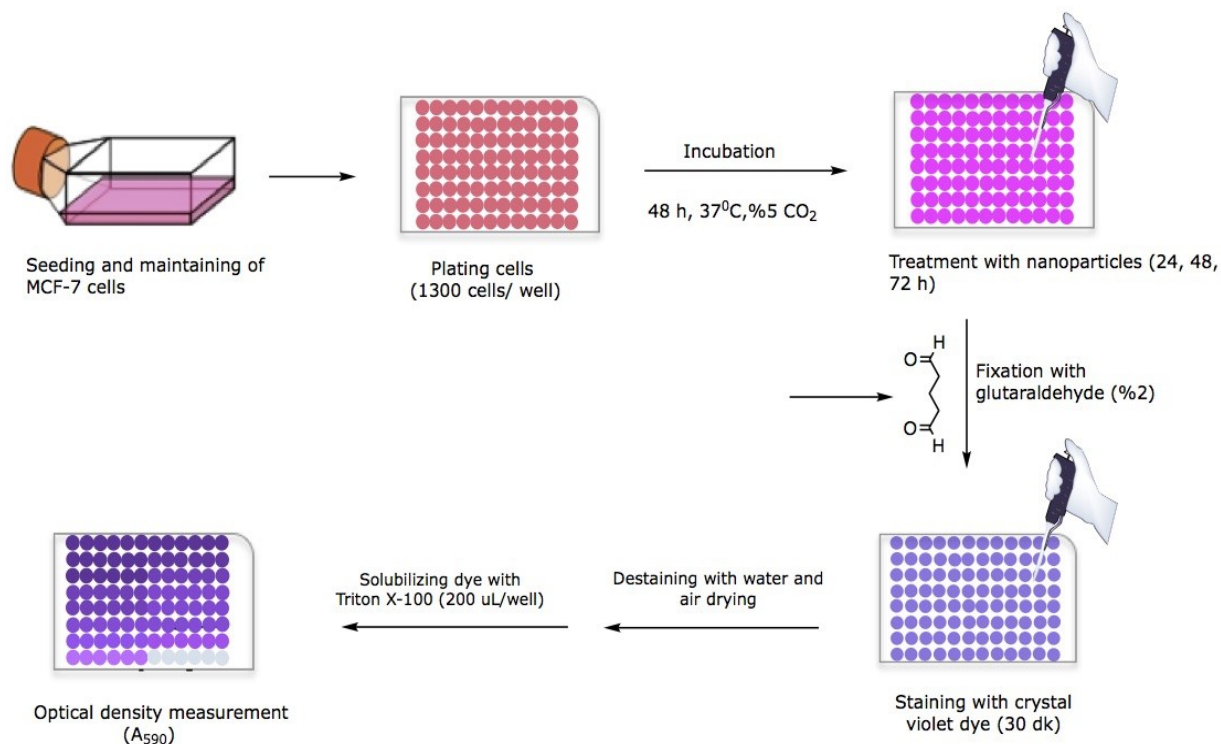 Seeding and maintaining of
MCF-7 cells
Plating cells
(1300 cells/ well)
Incubation
48 h, 37⁰C,%5 CO₂
Treatment with nanoparticles (24, 48,
72 h)
H
O
O
H
Fixation with
glutaraldehyde (%2)
Staining with crystal
violet dye (30 dk)
Destaining with water and
air drying
Solubilizing dye with
Triton X-100 (200 uL/well)
Optical density measurement
(A₅₉₀)